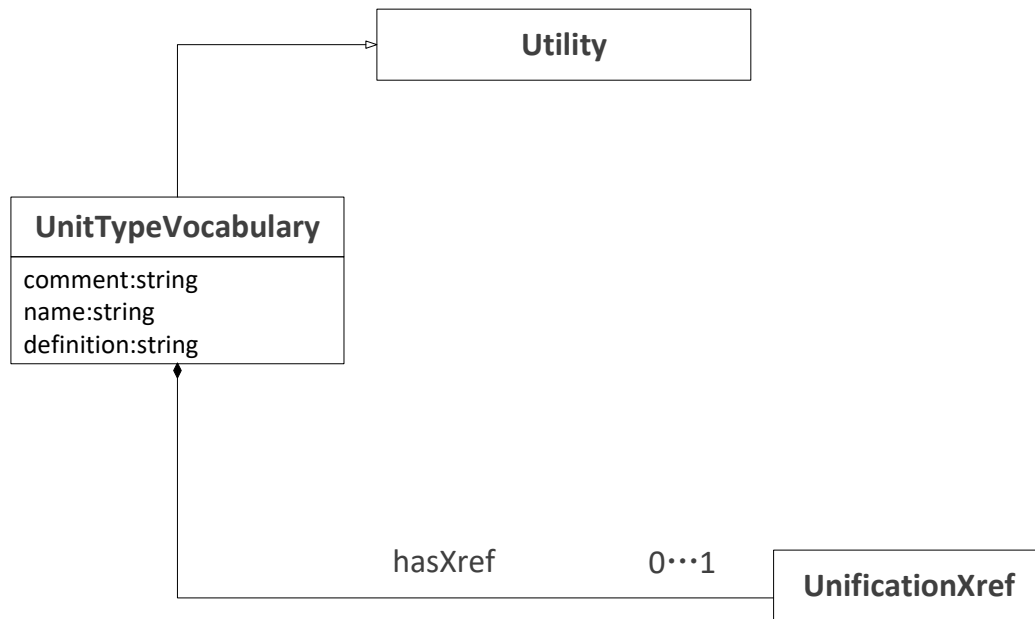 Utility
UnitTypeVocabulary
comment:string
name:string
definition:string
hasXref
0⋯1
UnificationXref